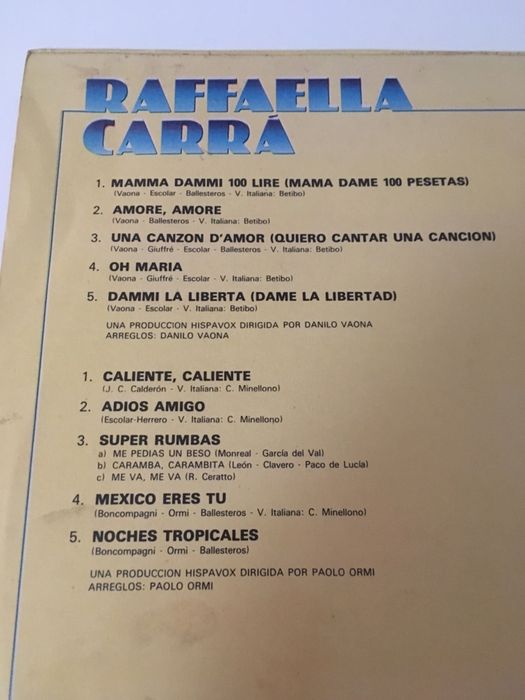 RAFFAELLA
CARRÁ
1. MAMMA DAMMI 100 LIRE (MAMA DAME 100 PESETAS)
(Vaona - Escolar - Ballesteros - V. Italiana: Betibo)
2. AMORE, AMORE
(Vaona - Ballesteros - V. Italiana: Betibo)
3. UNA CANZON D'AMOR (QUIERO CANTAR UNA CANCION)
(Vaona - Giuffré - Escolar - Ballesteros - V. Italiana: Betibo)
4. OH MARIA
(Vaona - Giuffré - Escolar - V. Italiana: Betibo)
5. DAMMI LA LIBERTA (DAME LA LIBERTAD)
(Vaona - Escolar - V. Italiana: Betibo)
UNA PRODUCCION HISPAVOX DIRIGIDA POR DANILO VAONA
ARREGLOS: DANILO VAONA
1. CALIENTE, CALIENTE
(J. C. Calderón - V. Italiana: C. Minellono)
2. ADIOS AMIGO
(Escolar-Herrero - V. Italiana: C. Minellono)
3. SUPER RUMBAS
a) ME PEDIAS UN BESO (Monreal - García del Val)
b) CARAMBA, CARAMBITA (León - Clavero - Paco de Lucía)
c) ME VA, ME VA (R. Ceratto)
4. MEXICO ERES TU
(Boncompagni - Ormi - Ballesteros - V. Italiana: C. Minellono)
5. NOCHES TROPICALES
(Boncompagni - Ormi - Ballesteros)
UNA PRODUCCION HISPAVOX DIRIGIDA POR PAOLO ORMI
ARREGLOS: PAOLO ORMI